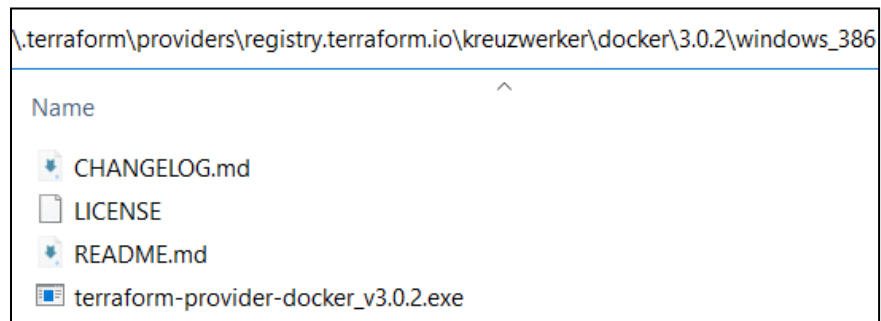 \.terraform\providers\registry.terraform.io\kreuzwerker\docker\3.0.2\windows_386
Name
CHANGELOG.md
LICENSE
README.md
terraform-provider-docker_v3.0.2.exe